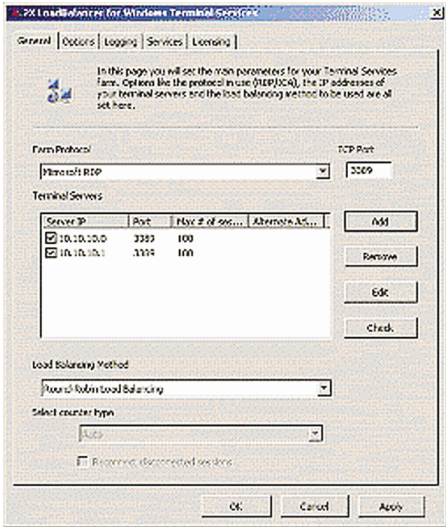 2X LoadBalancer for Windows Terminal Services
General Options Logging Services Licensing
In this page you will set the main parameters for your Terminal Services
farm. Options like the protocol in use (RDP/ICA), the IP addresses of
your terminal servers and the load balancing method to be used are all
set here.
Farm Protocol TCP Port
Microsoft RDP 3389
Terminal Servers
Server IP Port Max # of ses... Alternate Ad...
10.10.10.0 3389 100
10.10.10.1 3389 100
Add
Remove
Edit
Check
Load Balancing Method
Round-Robin Load Balancing
Select counter type
Auto
Reconnect disconnected sessions
OK Cancel Apply